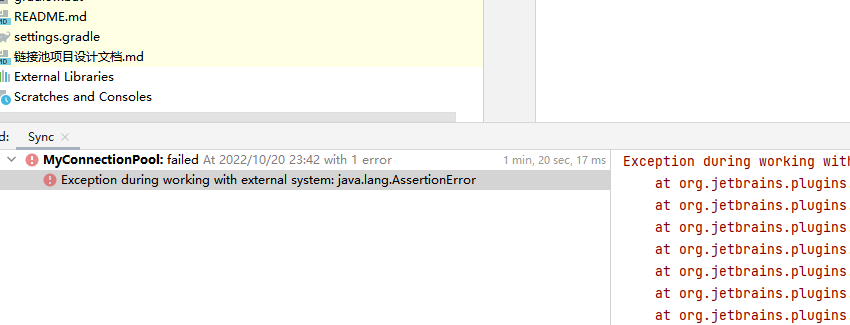 README.md
settings.gradle
链接池项目设计文档.md
External Libraries
Scratches and Consoles
d: Sync ×
MyConnectionPool: failed At 2022/10/20 23:42 with 1 error 1 min, 20 sec, 17 ms
Exception during working with external system: java.lang.AssertionError
Exception during working with
at org.jetbrains.plugins.
at org.jetbrains.plugins.
at org.jetbrains.plugins.
at org.jetbrains.plugins.
at org.jetbrains.plugins.
at org.jetbrains.plugins.
at org.jetbrains.plugins.